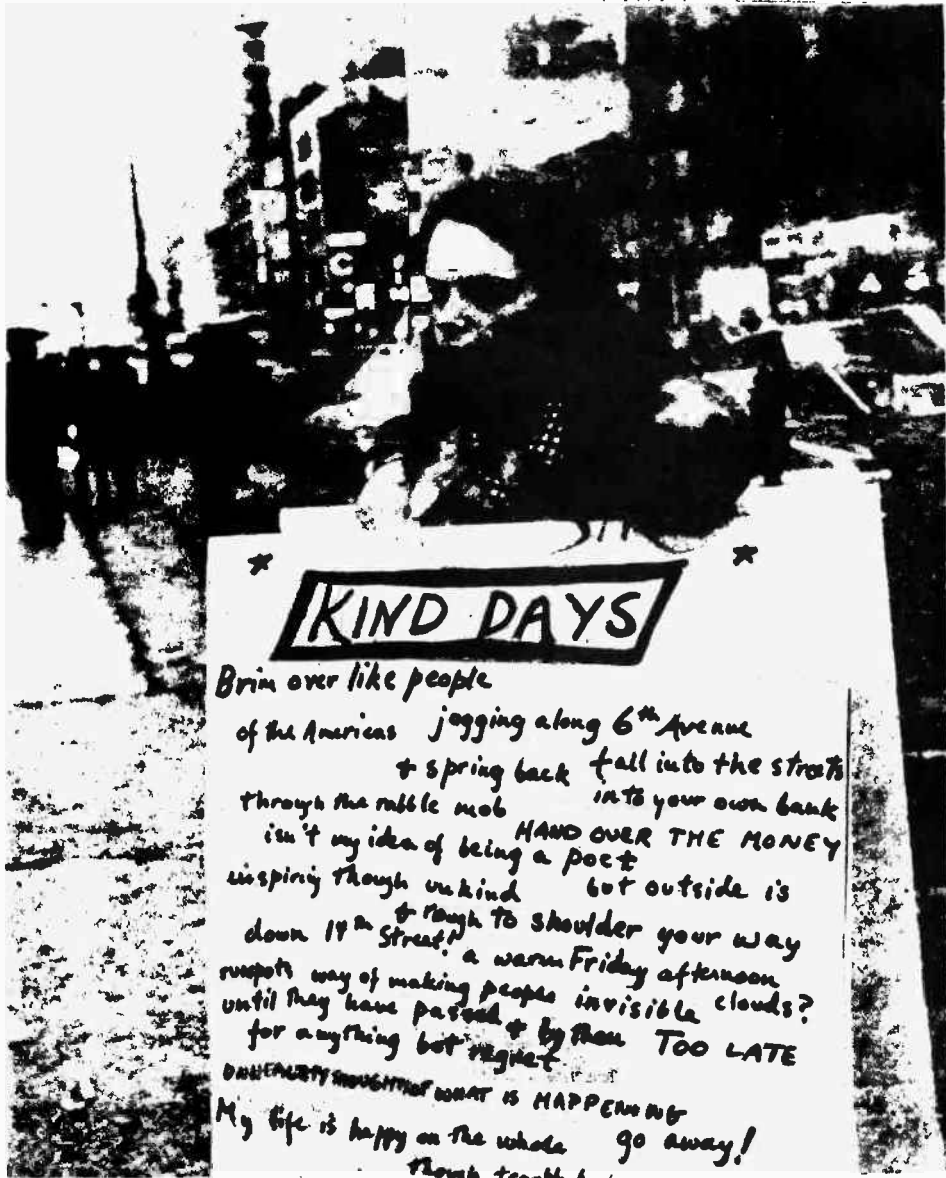 * *
KIND DAYS
Brim over like people
of the Americas jogging along 6th Avenue
+ spring back fall into the streets
through the rubble mob into your own bank
HAND OVER THE MONEY
isn't my idea of being a poet
inspiring though unkind but outside is
+ rough to shoulder your way
down 14th Street! a warm Friday afternoon
way of making people invisible clouds?
until they have passed + by then TOO LATE
for anything but regret
WHAT IS HAPPENING
My life is happy on the whole go away!
though